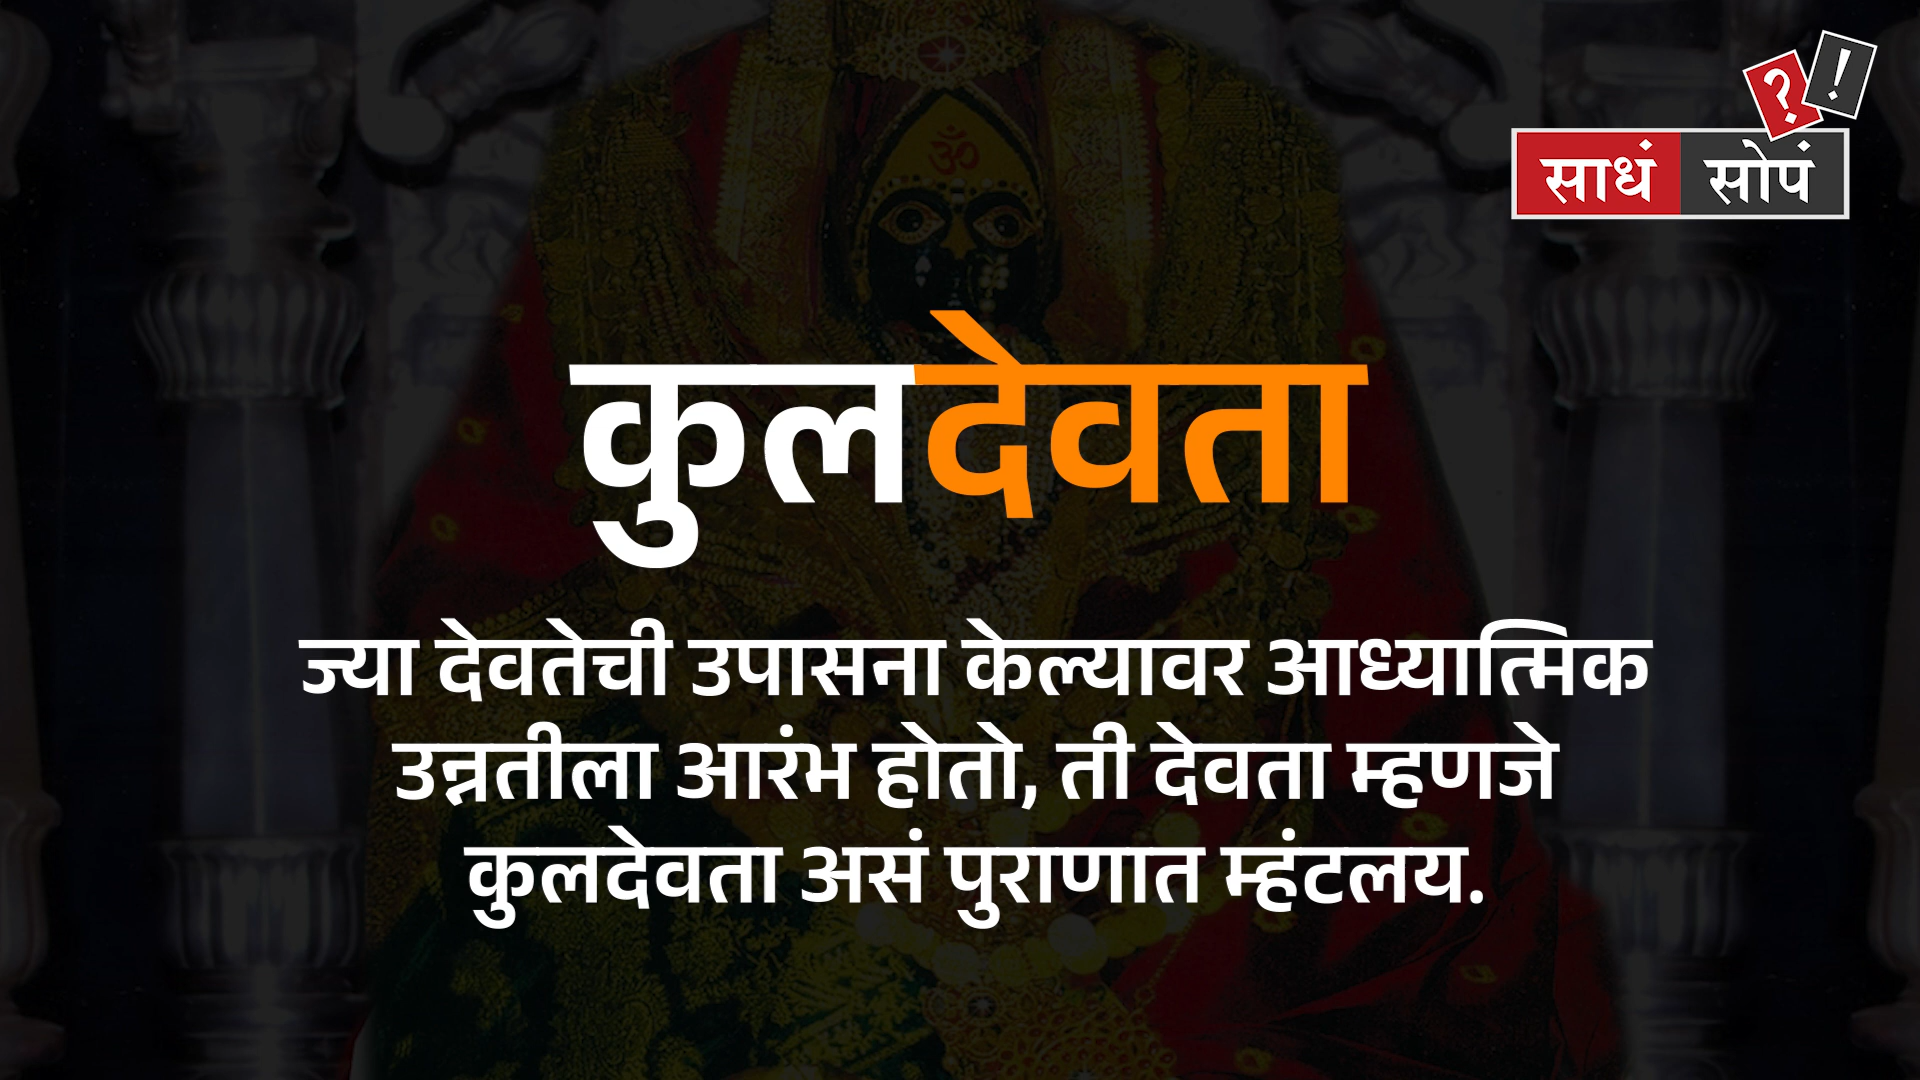 ? !
साधं सोपं
ॐ
कुलदेवता
ज्या देवतेची उपासना केल्यावर आध्यात्मिक
उन्नतीला आरंभ होतो, ती देवता म्हणजे
कुलदेवता असं पुराणात म्हंटलय.